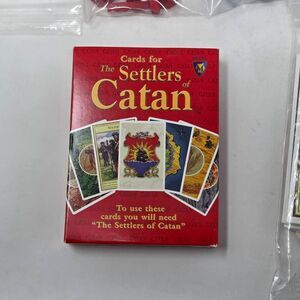 Cards for
The Settlers
of
Catan
To use these
cards you will need
"The Settlers of Catan"